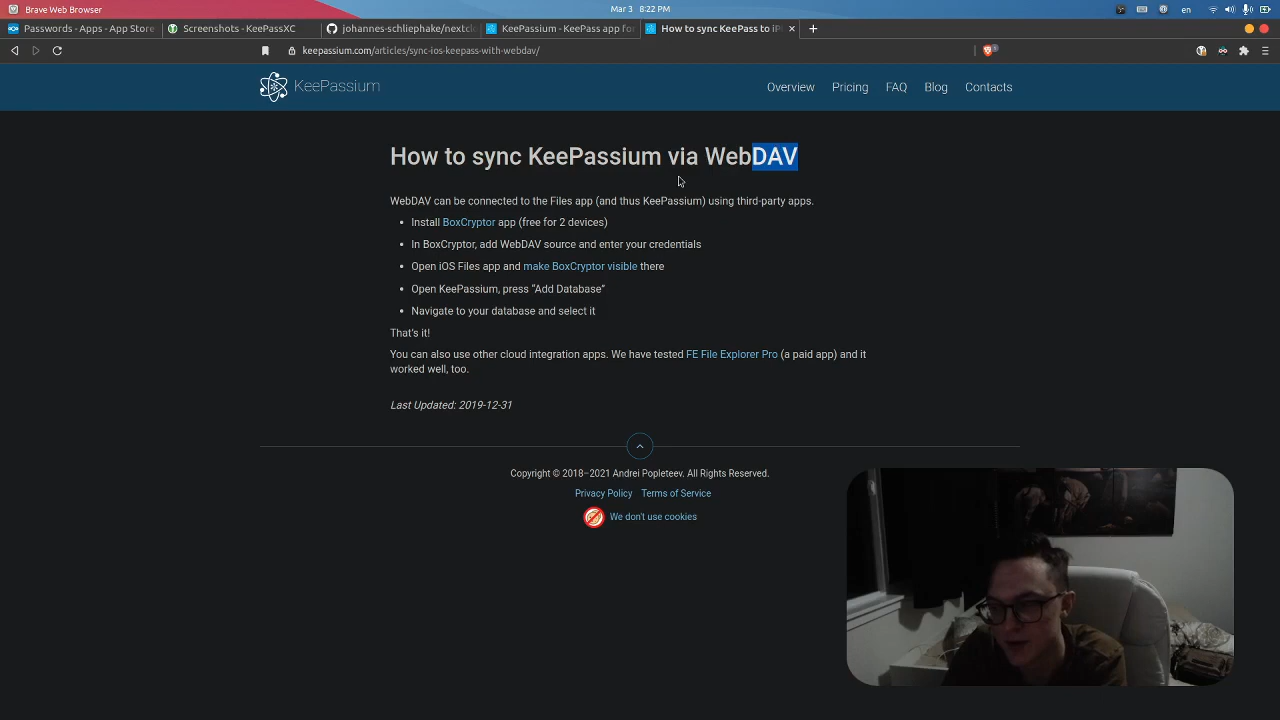 Brave Web Browser
Mar 3 8:22 PM
en
Passwords - Apps - App Store
Screenshots - KeePassXC
johannes-schliephake/nextclo
KeePassium - KeePass app for
How to sync KeePass to iP
keepassium.com/articles/sync-ios-keepass-with-webdav/
KeePassium
Overview
Pricing
FAQ
Blog
Contacts
How to sync KeePassium via WebDAV
WebDAV can be connected to the Files app (and thus KeePassium) using third-party apps.
• Install BoxCryptor app (free for 2 devices)
• In BoxCryptor, add WebDAV source and enter your credentials
• Open iOS Files app and make BoxCryptor visible there
• Open KeePassium, press “Add Database”
• Navigate to your database and select it
That's it!
You can also use other cloud integration apps. We have tested FE File Explorer Pro (a paid app) and it
worked well, too.
Last Updated: 2019-12-31
Copyright © 2018–2021 Andrei Popleteev. All Rights Reserved.
Privacy Policy Terms of Service
We don't use cookies